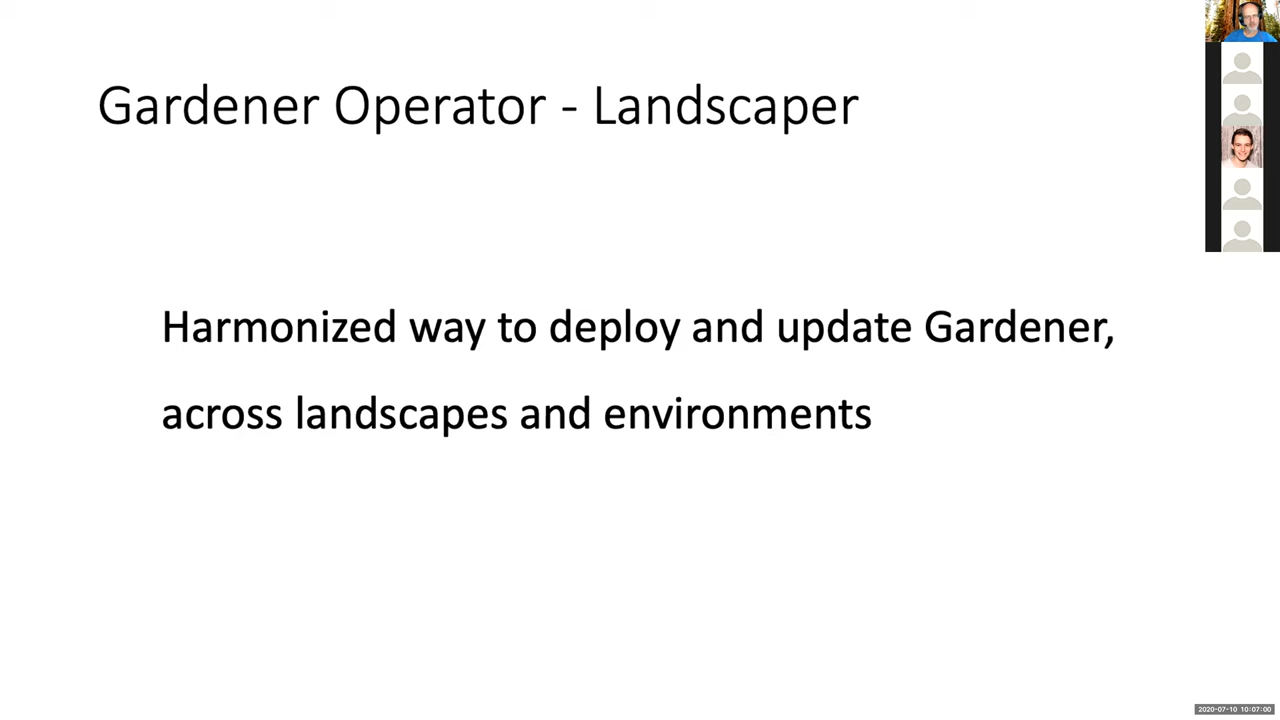 Gardener Operator - Landscaper
Harmonized way to deploy and update Gardener,
across landscapes and environments
2020-07-10 10:07:00